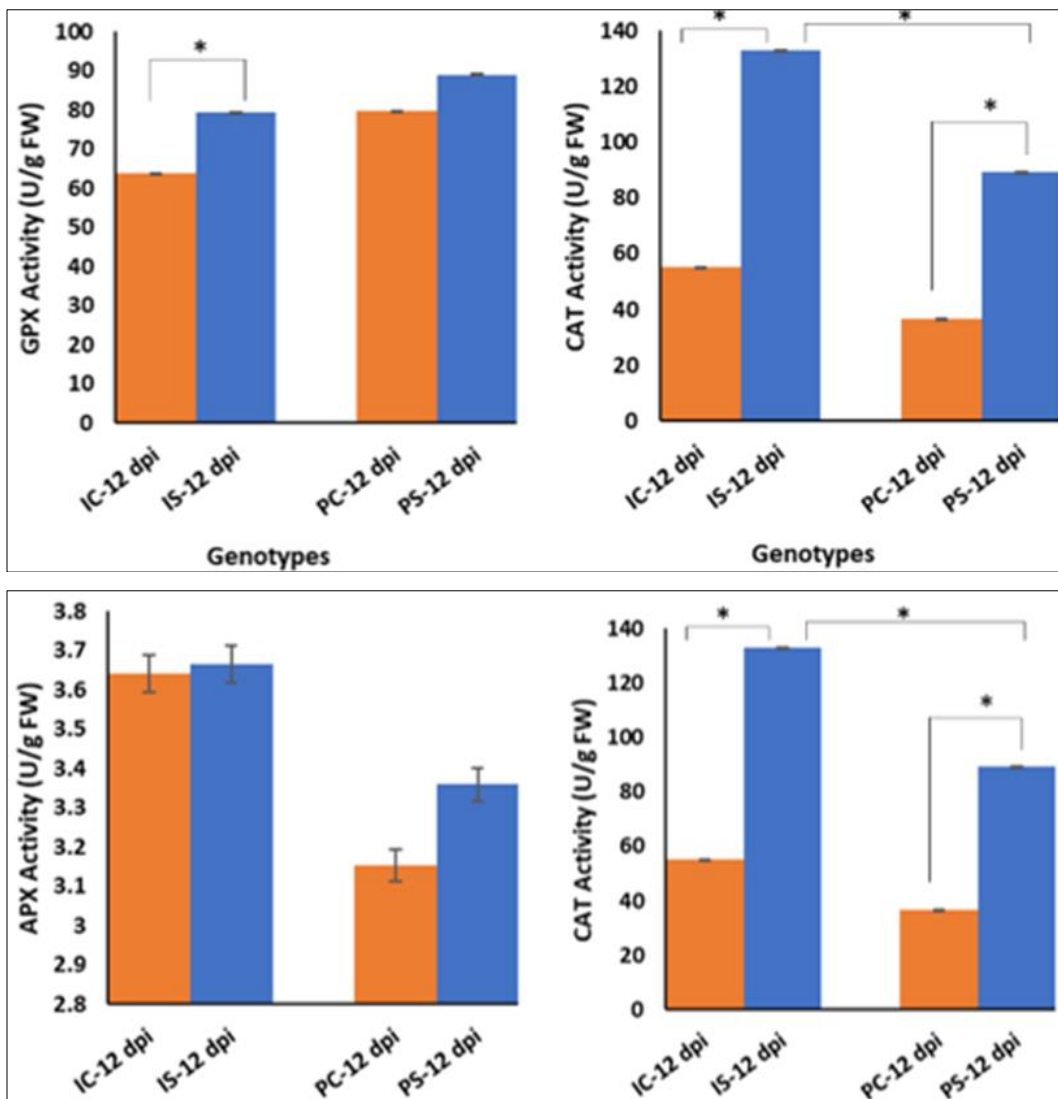 GPX Activity (U/g FW)
100
90
80
70
60
50
40
30
20
10
0
*
IC-12 dpi
IS-12 dpi
PC-12 dpi
PS-12 dpi
Genotypes
CAT Activity (U/g FW)
140
120
100
80
60
40
20
0
*
*
*
IC-12 dpi
IS-12 dpi
PC-12 dpi
PS-12 dpi
Genotypes
APX Activity (U/g FW)
3.8
3.7
3.6
3.5
3.4
3.3
3.2
3.1
3
2.9
2.8
IC-12 dpi
IS-12 dpi
PC-12 dpi
PS-12 dpi
CAT Activity (U/g FW)
140
120
100
80
60
40
20
0
*
*
*
IC-12 dpi
IS-12 dpi
PC-12 dpi
PS-12 dpi